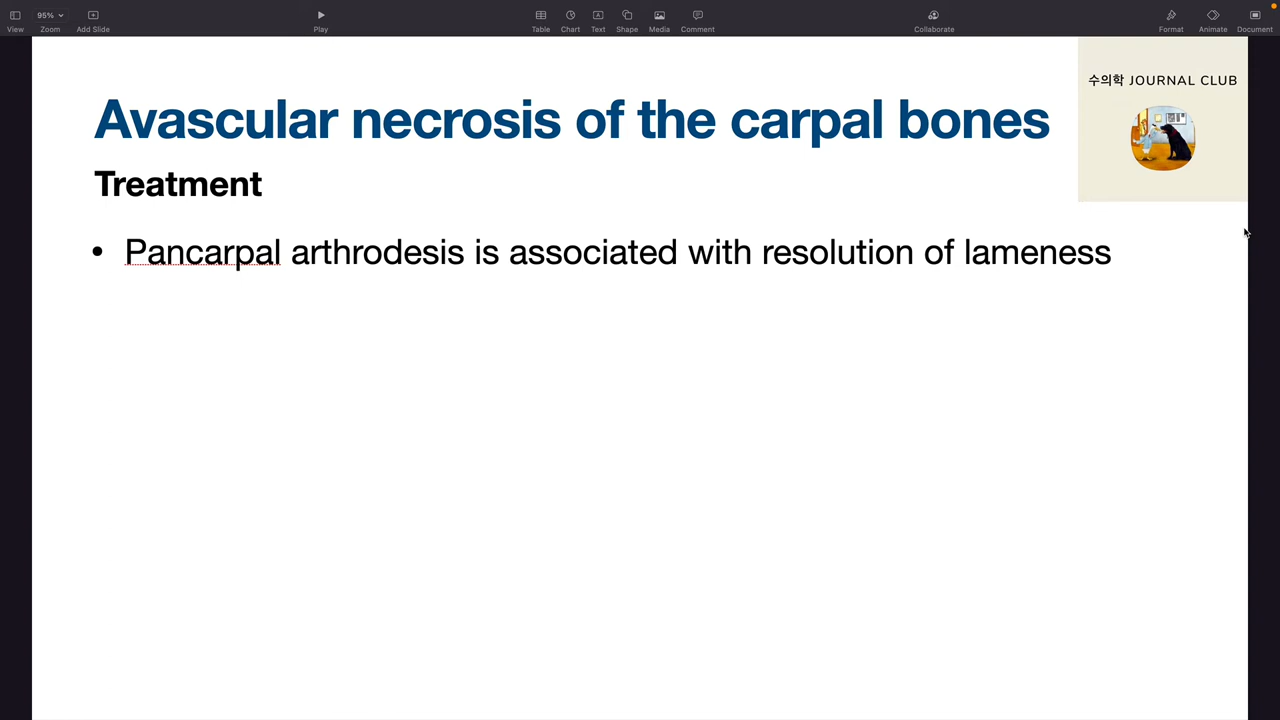 95%
View
Zoom
Add Slide
Play
Table
Chart
Text
Shape
Media
Comment
Collaborate
Format
Animate
Document
수의학 JOURNAL CLUB
Avascular necrosis of the carpal bones
Treatment
• Pancarpal arthrodesis is associated with resolution of lameness